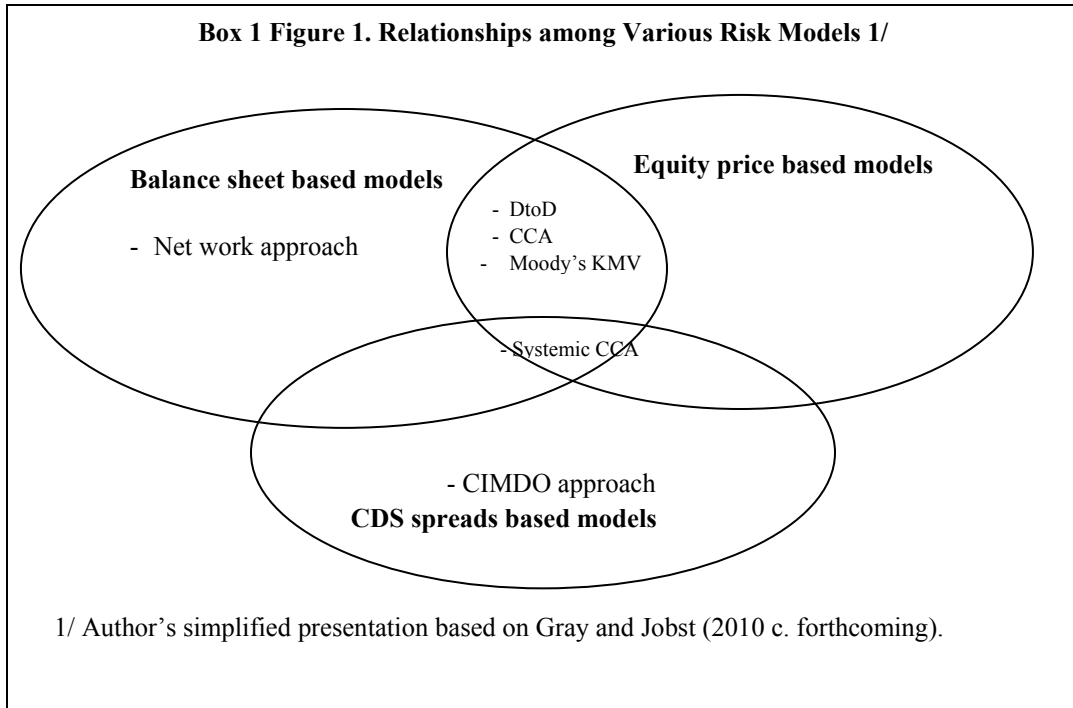 Box 1 Figure 1. Relationships among Various Risk Models 1/
Balance sheet based models
- Net work approach
Equity price based models
- DtoD
- CCA
- Moody’s KMV
- Systemic CCA
- CIMDO approach
CDS spreads based models
1/ Author’s simplified presentation based on Gray and Jobst (2010 c. forthcoming).